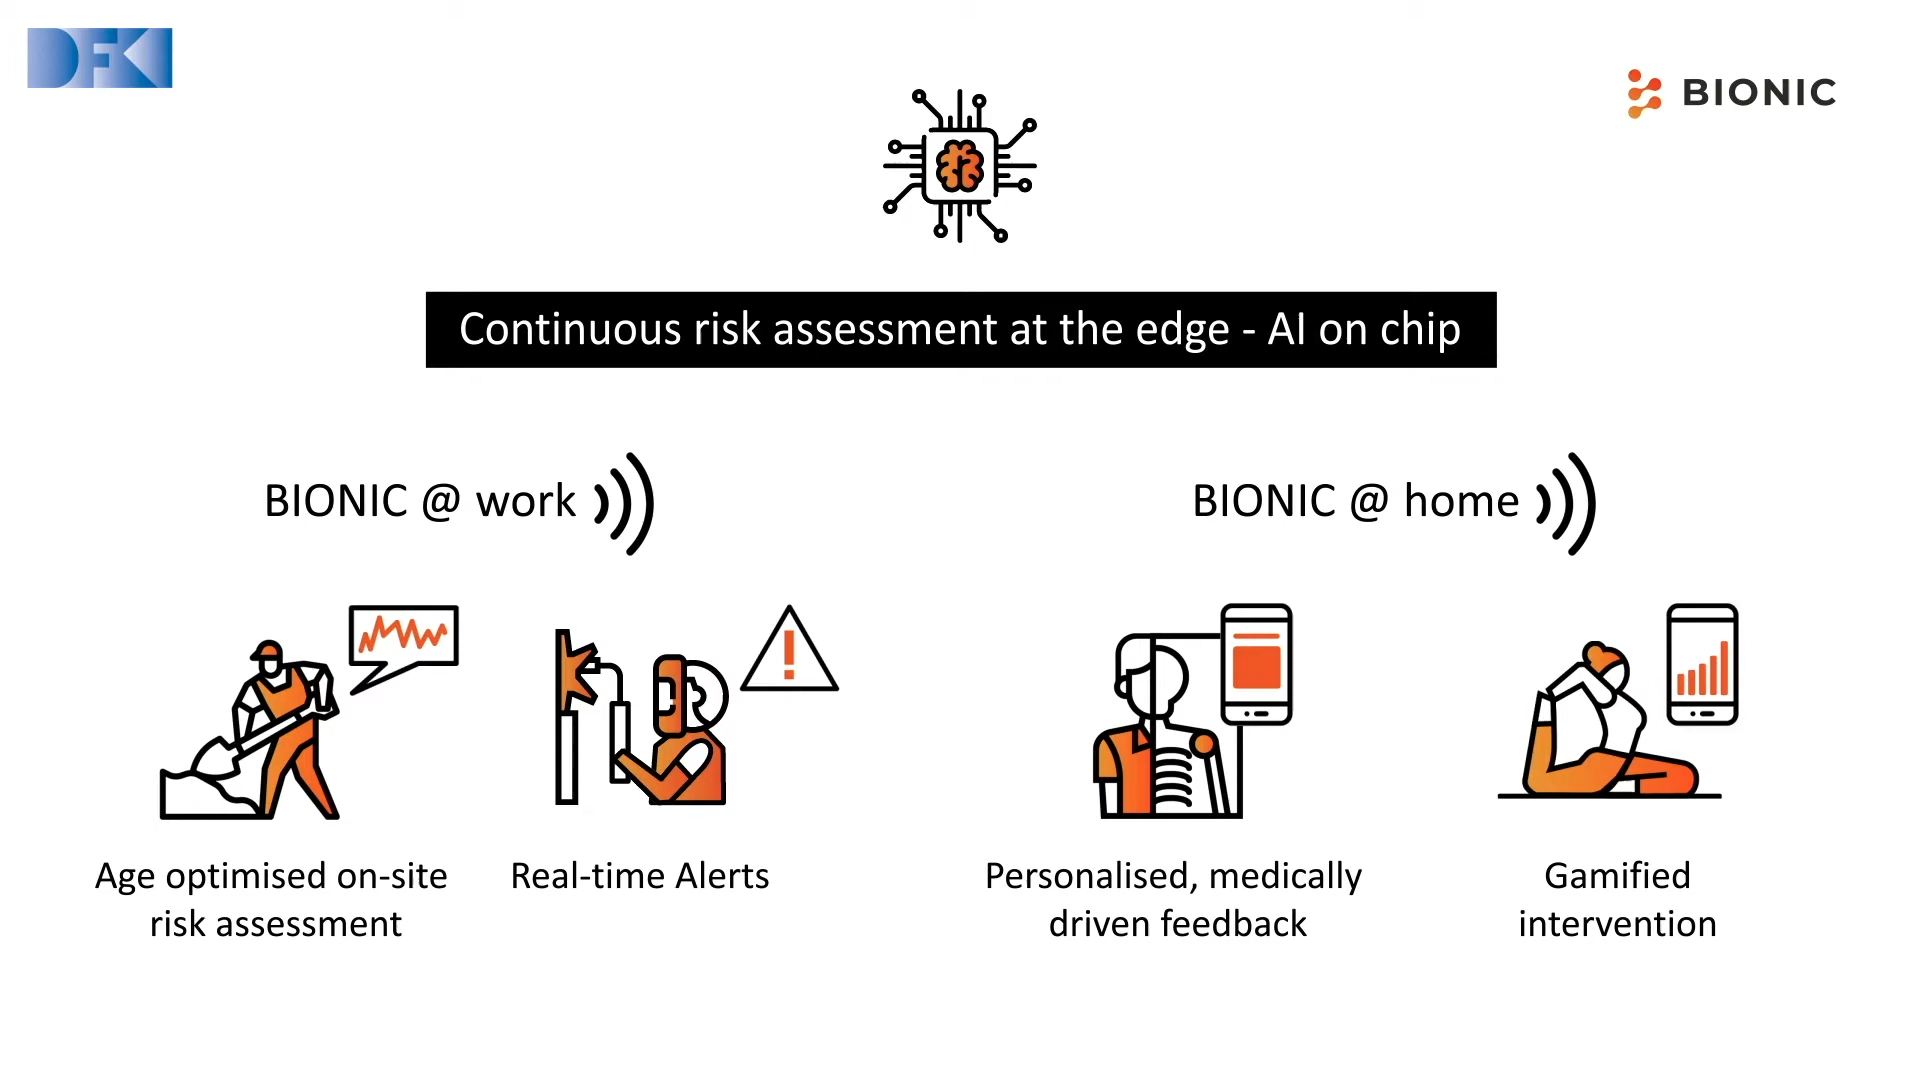 DFKI
BIONIC
Continuous risk assessment at the edge - AI on chip
BIONIC @ work
BIONIC @ home
Age optimised on-site
risk assessment
Real-time Alerts
Personalised, medically
driven feedback
Gamified
intervention